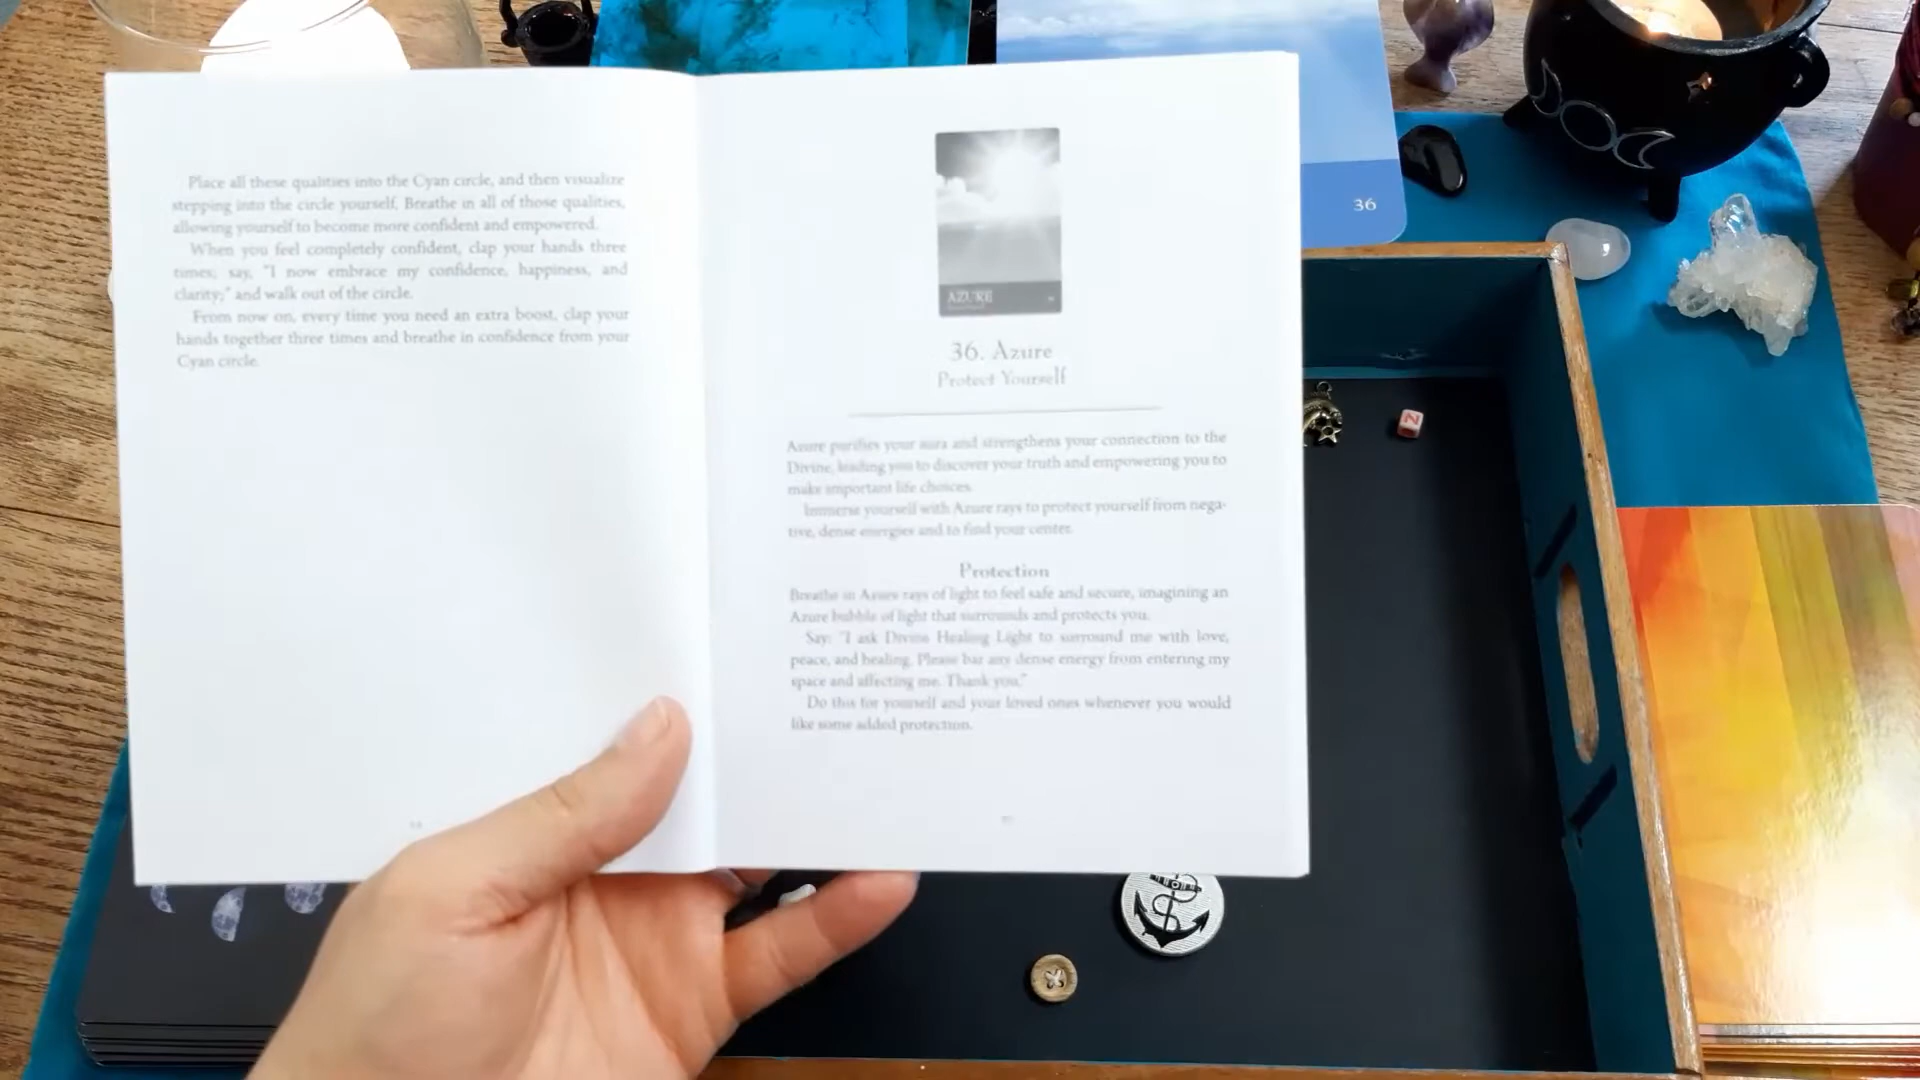 Place all these qualities into the Cyan circle, and then visualize
stepping into the circle yourself. Breathe in all of those qualities,
allowing yourself to become more confident and empowered.
When you feel completely confident, clap your hands three
times, say, "I now embrace my confidence, happiness, and
clarity;" and walk out of the circle.
From now on, every time you need an extra boost, clap your
hands together three times and breathe in confidence from your
Cyan circle.
AZURE
36. Azure
Protect Yourself
Azure purifies your aura and strengthens your connection to the
Divine, leading you to discover your truth and empowering you to
make important life choices.
Immerse yourself with Azure rays to protect yourself from nega-
tive, dense energies and to find your center.
Protection
Breathe in Azure rays of light to feel safe and secure, imagining an
Azure bubble of light that surrounds and protects you.
Say: "I ask Divine Healing Light to surround me with love,
peace, and healing. Please bar any dense energy from entering my
space and affecting me. Thank you."
Do this for yourself and your loved ones whenever you would
like some added protection.
36
Z